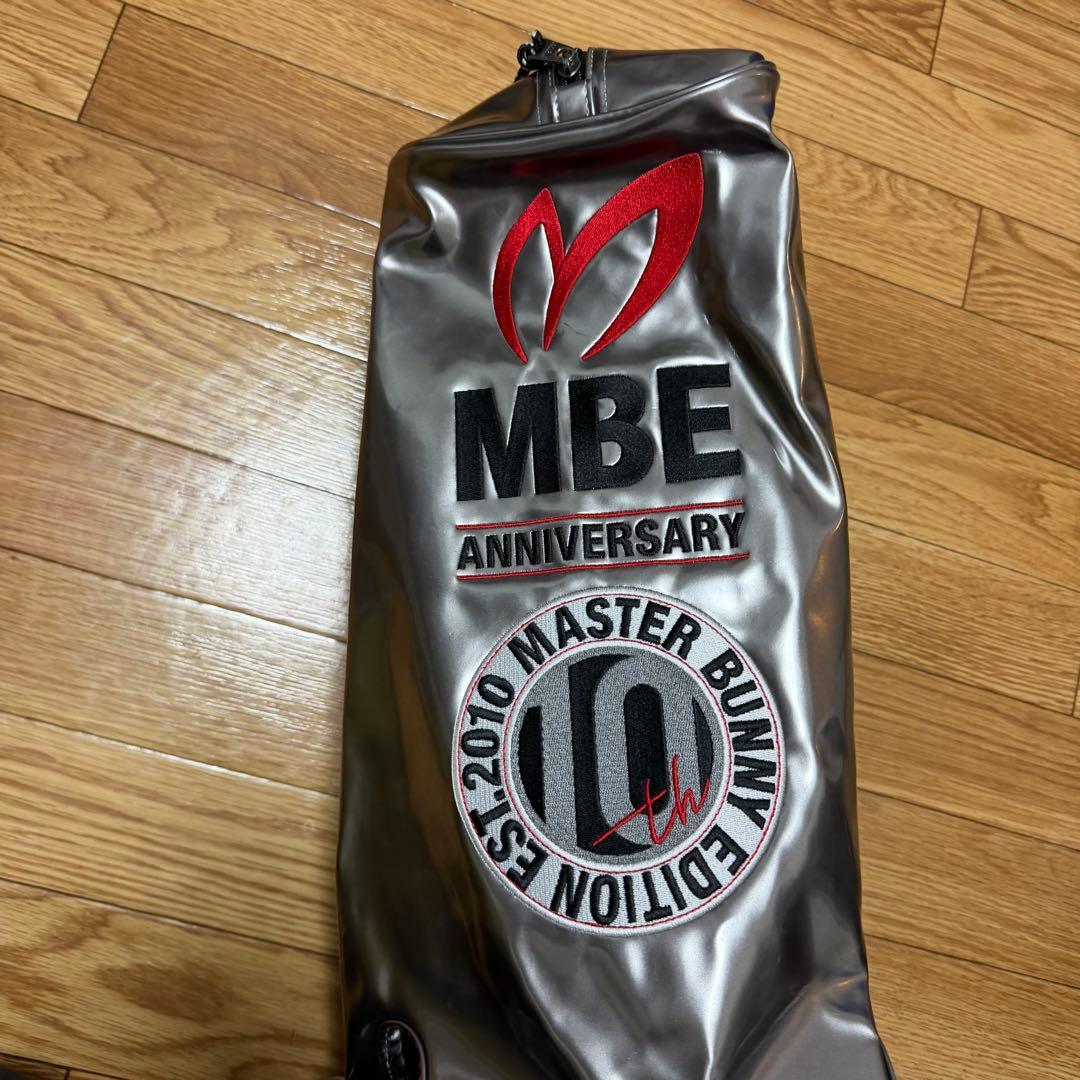 MBE
ANNIVERSARY
MASTER BUNNY EDITION EST.2010
10th